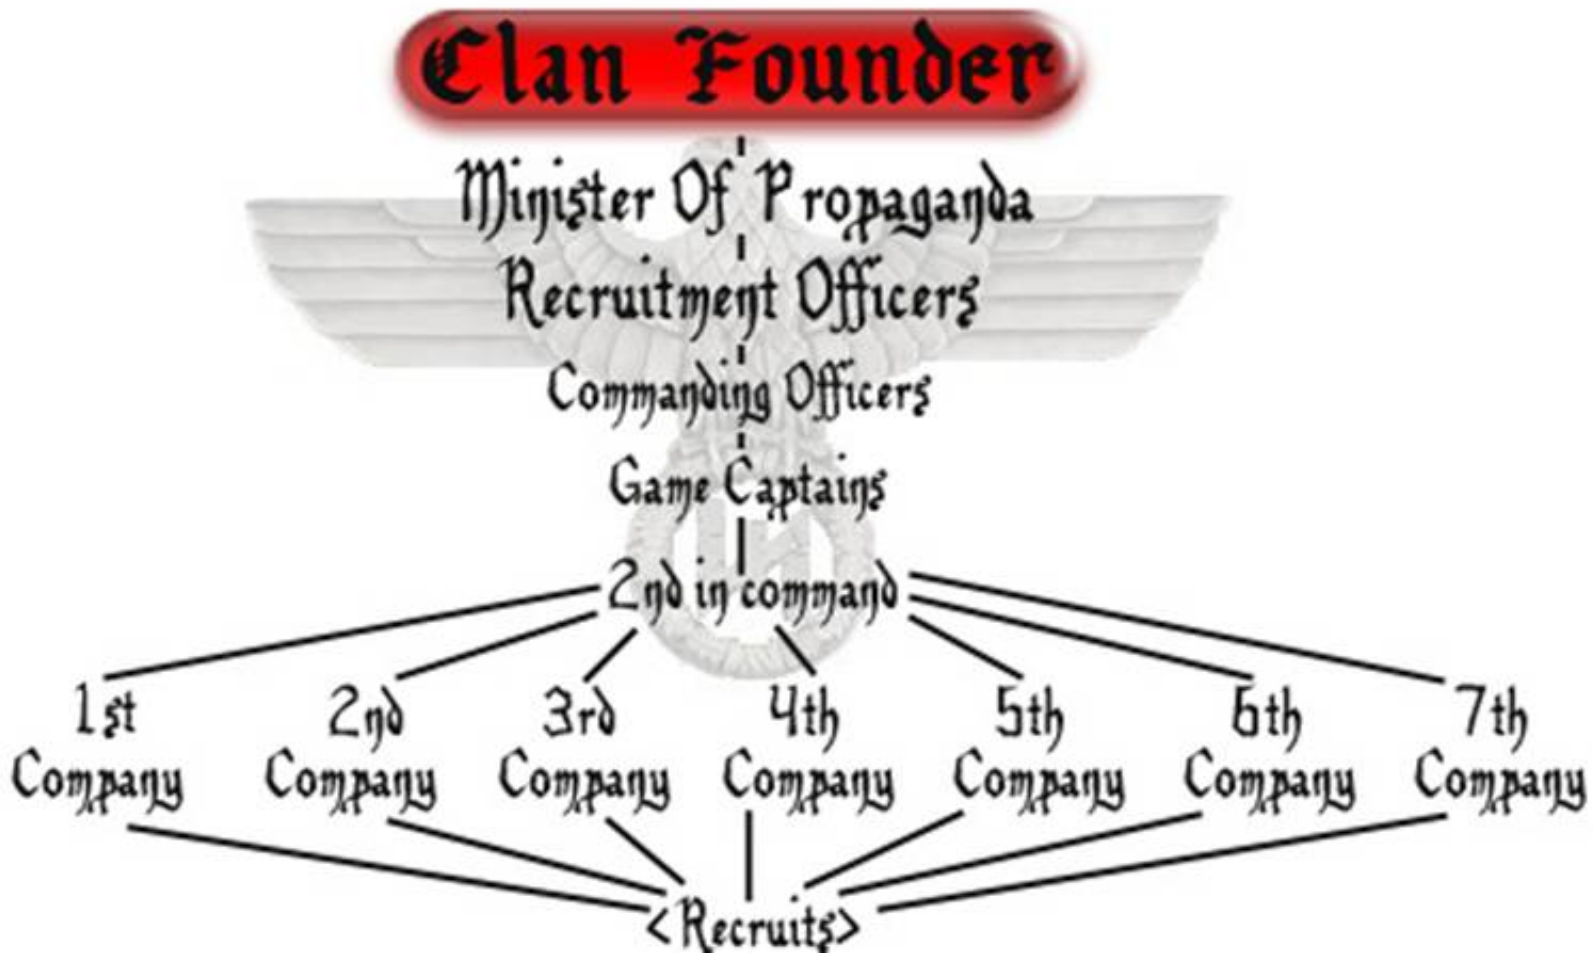 Clan Founder
Minister Of Propaganda
Recruitment Officers
Commanding Officers
Game Captains
2nd in command
1st 2nd 3rd 4th 5th 6th 7th
Company Company Company Company Company Company Company
<Recruits>